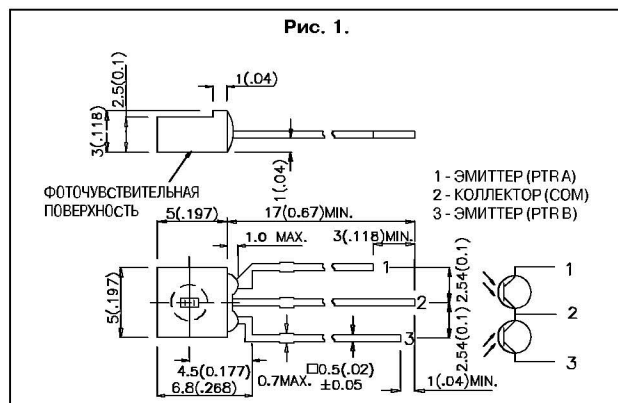 Рис. 1.
1(.04)
2.5(0.1)
3(.118)
1(.04)
ФОТОЧУВСТВИТЕЛЬНАЯ
ПОВЕРХНОСТЬ
1 - ЭМИТТЕР (PTR A)
2 - КОЛЛЕКТОР (COM)
3 - ЭМИТТЕР (PTR B)
5(.197)
17(0.67)MIN.
1.0 MAX.
3(.118)MIN.
5(.197)
1
2
3
2.54(0.1)
2.54(0.1)
1
2
3
4.5(0.177)
6.8(.268)
0.7MAX.
□0.5(.02)
±0.05
1(.04)MIN.